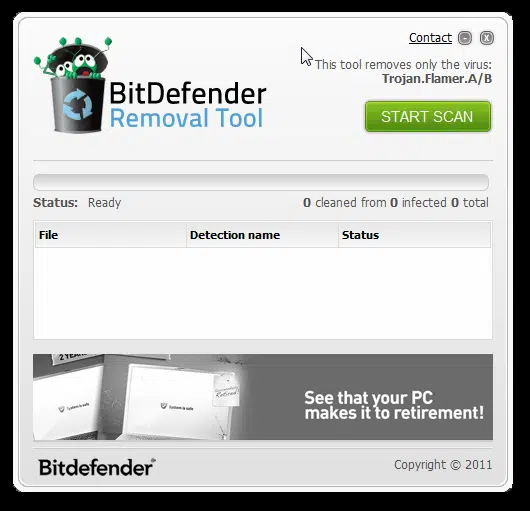 Contact
This tool removes only the virus:
Trojan.Flamer.A/B
BitDefender
Removal Tool
START SCAN
Status: Ready
0 cleaned from 0 infected 0 total
File Detection name Status
2 YEARS
System is safe
System is safe
Retired!
See that your PC
makes it to retirement!
Bitdefender
Copyright © 2011